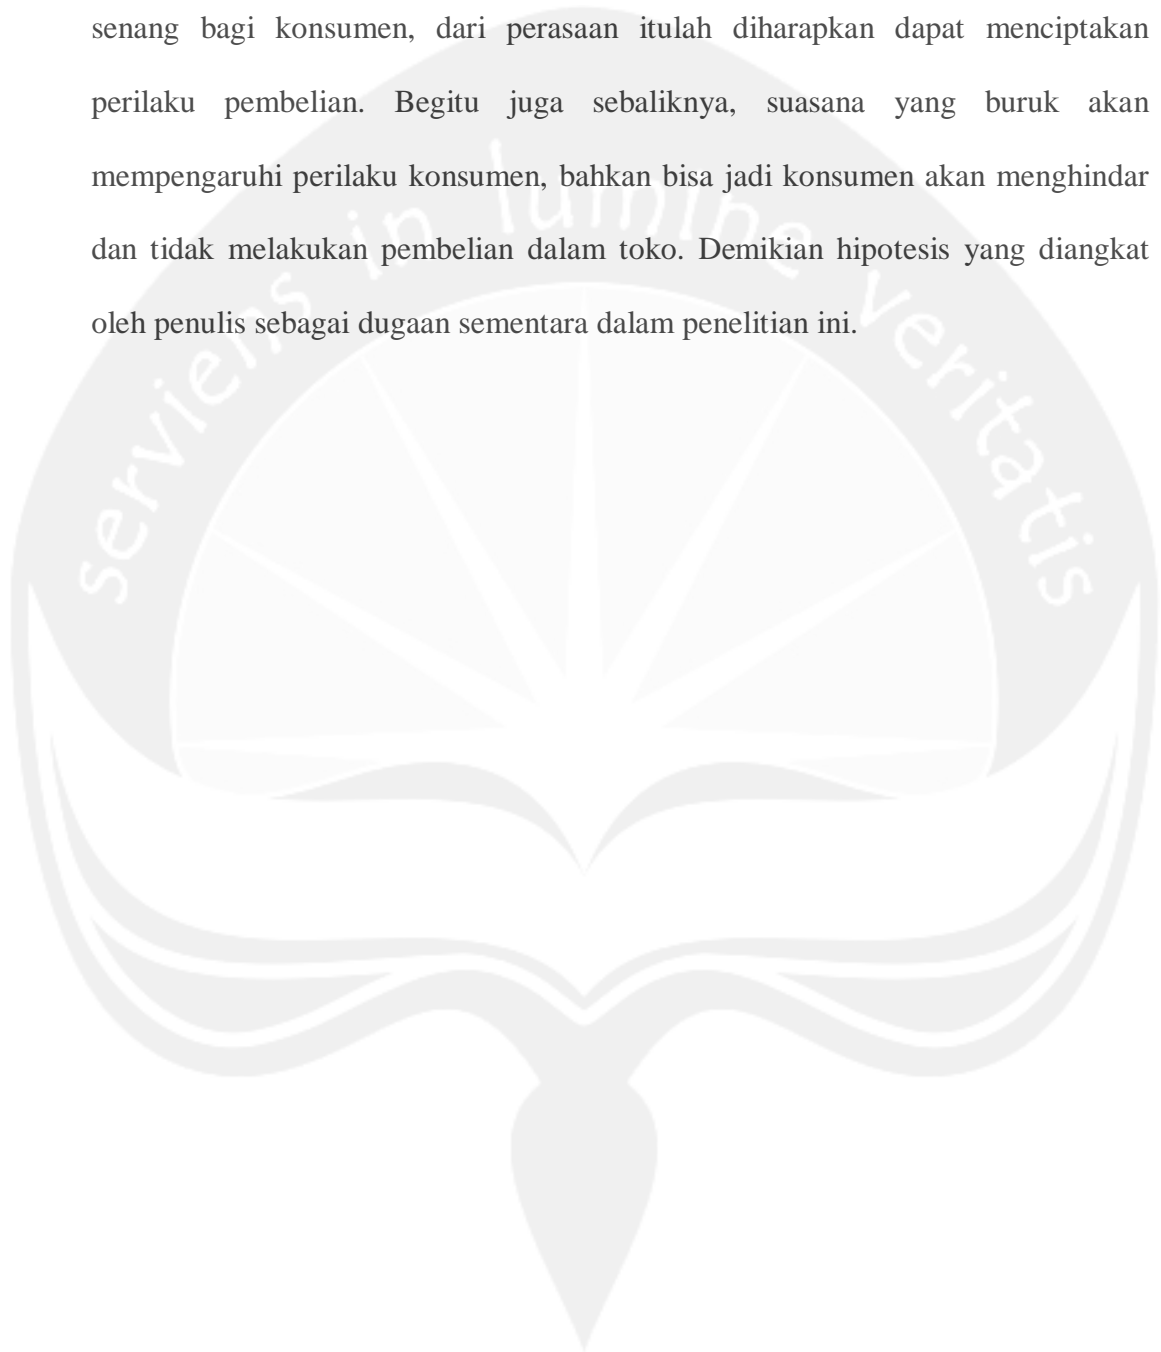 senang bagi konsumen, dari perasaan itulah diharapkan dapat menciptakan
perilaku pembelian. Begitu juga sebaliknya, suasana yang buruk akan
mempengaruhi perilaku konsumen, bahkan bisa jadi konsumen akan menghindar
dan tidak melakukan pembelian dalam toko. Demikian hipotesis yang diangkat
oleh penulis sebagai dugaan sementara dalam penelitian ini.
serviens in lumine veritatis